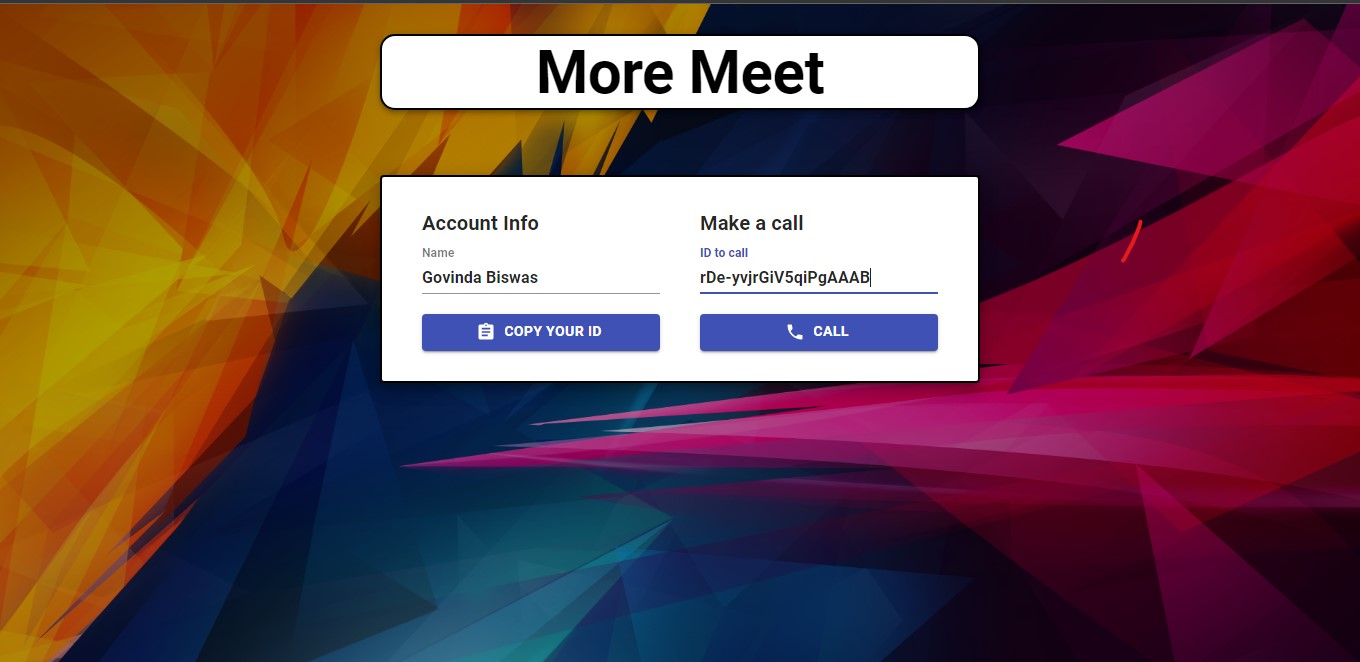 More Meet
Account Info
Name
Govinda Biswas
COPY YOUR ID
Make a call
ID to call
rDe-yvjrGiV5qiPgAAAB
CALL